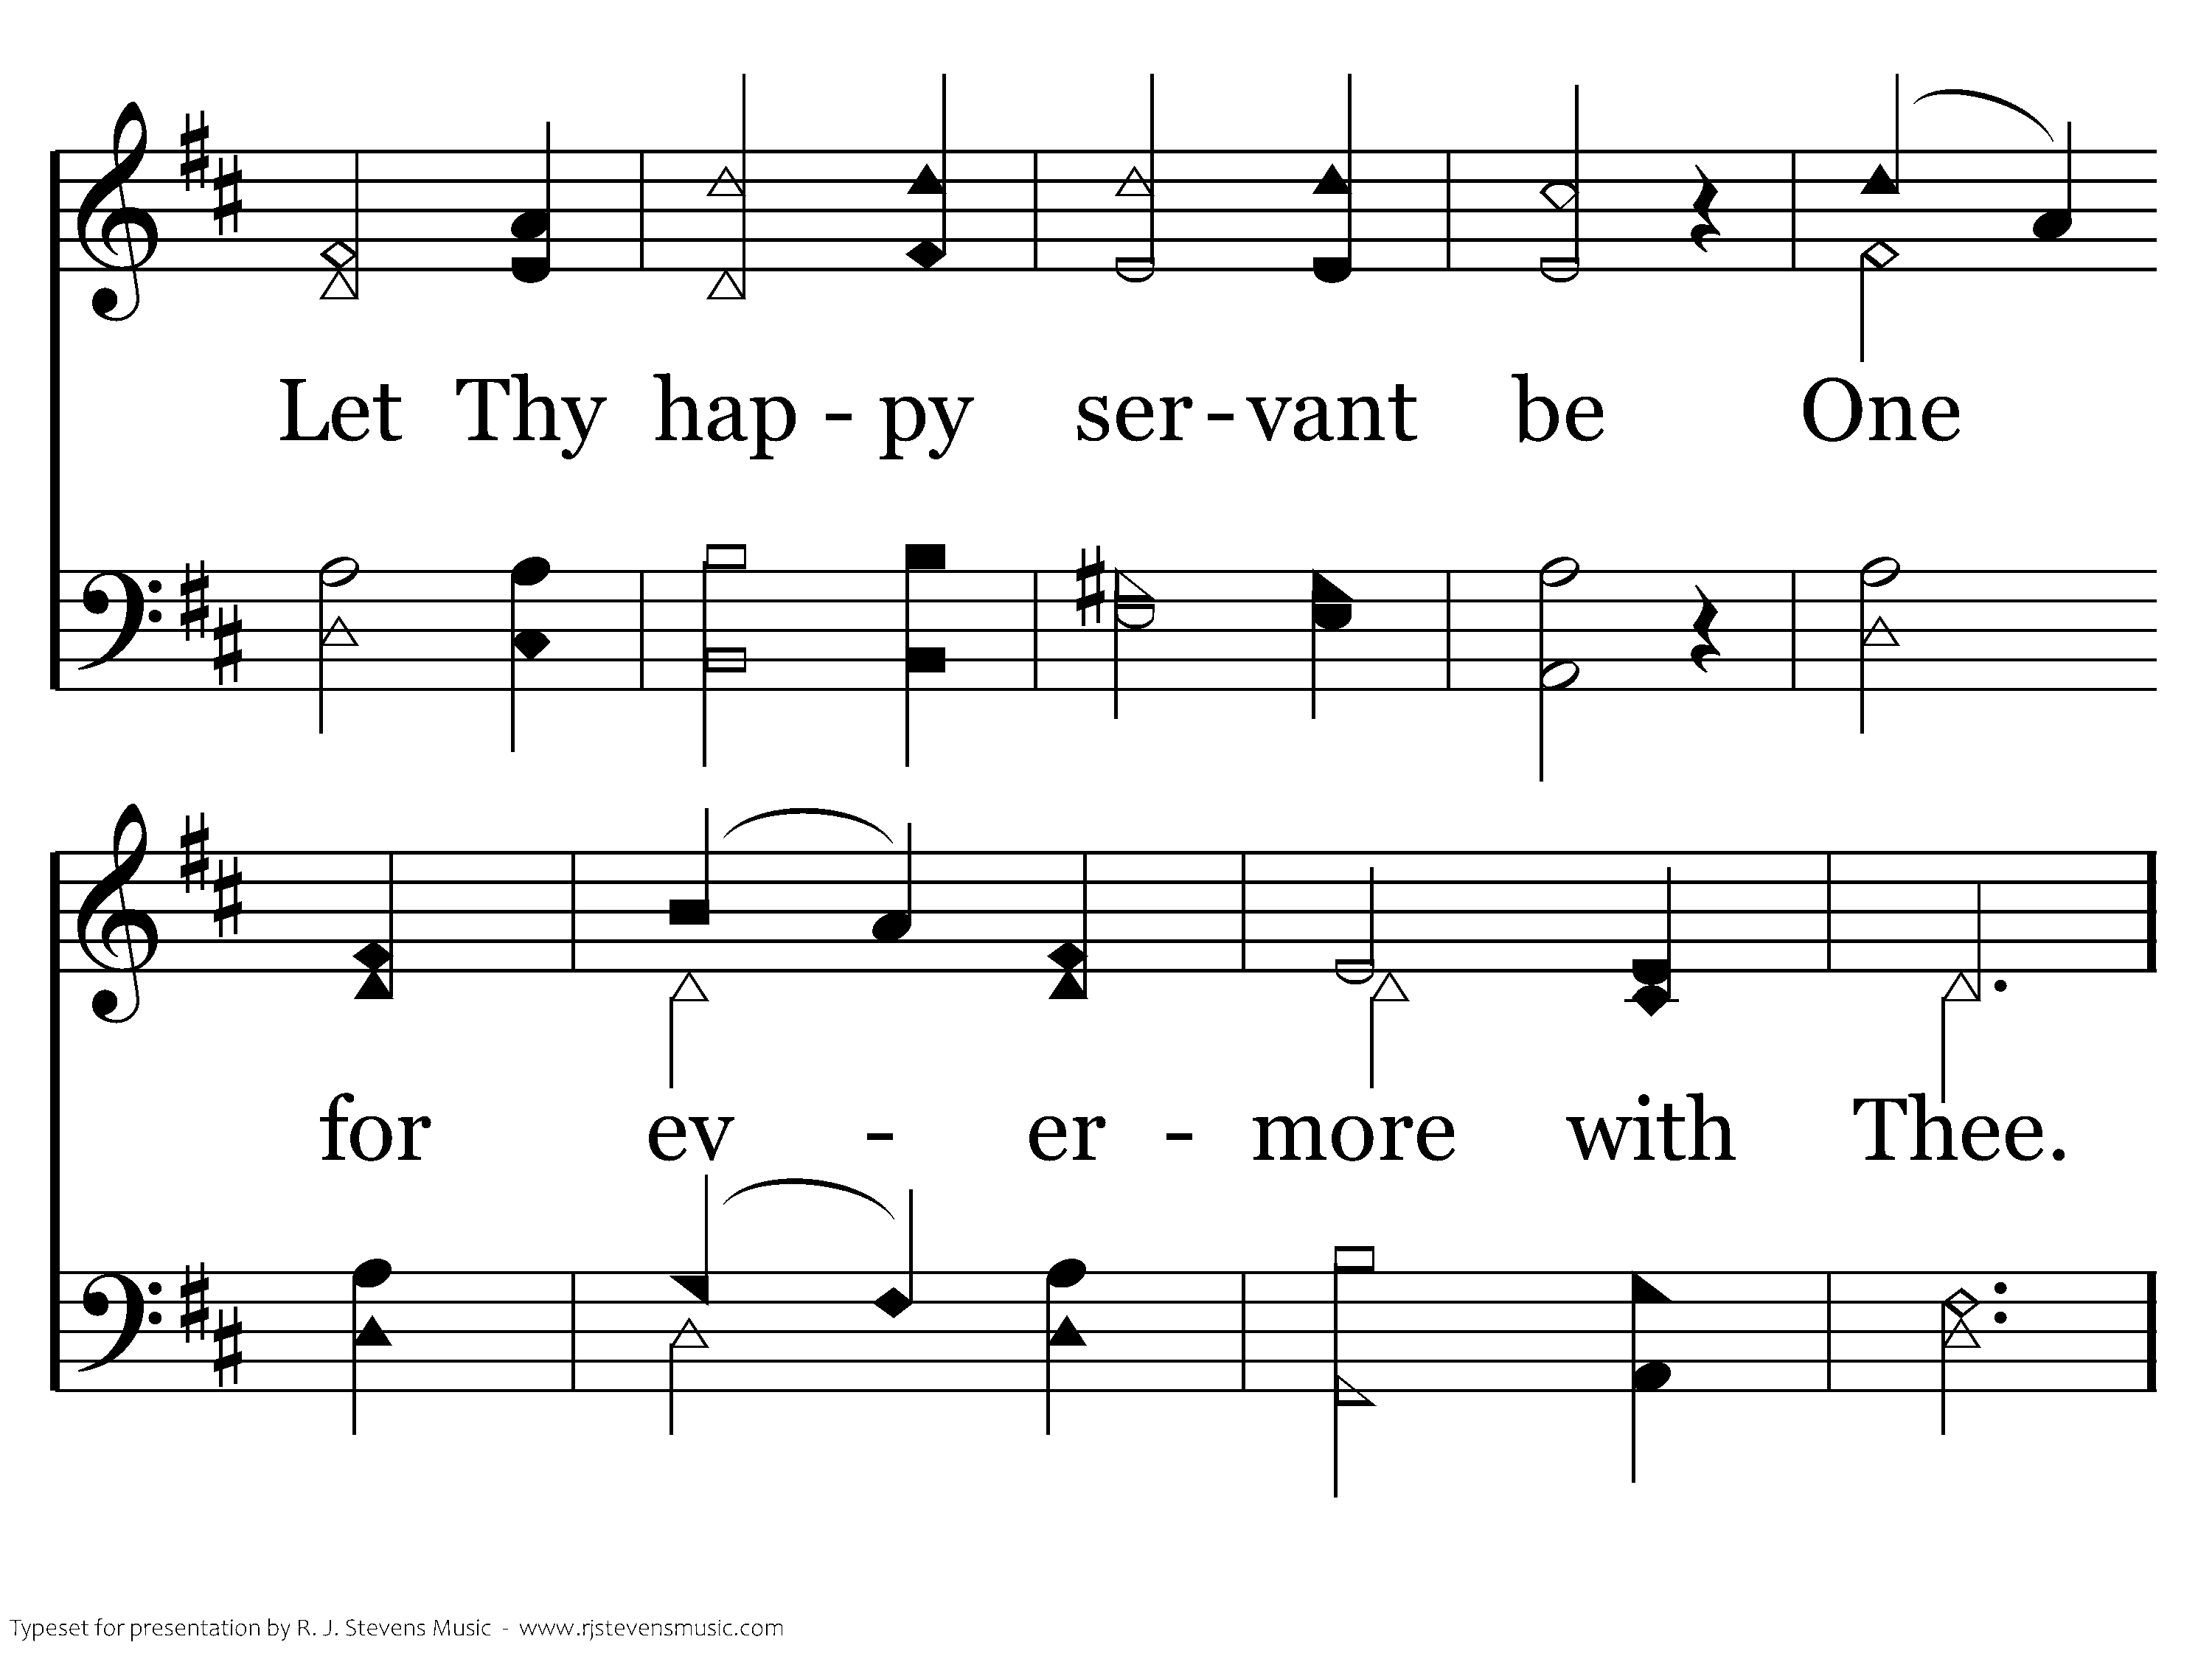 Let Thy hap - py ser - vant be One
for ev - er - more with Thee.
Typeset for presentation by R. J. Stevens Music - www.rjstevensmusic.com